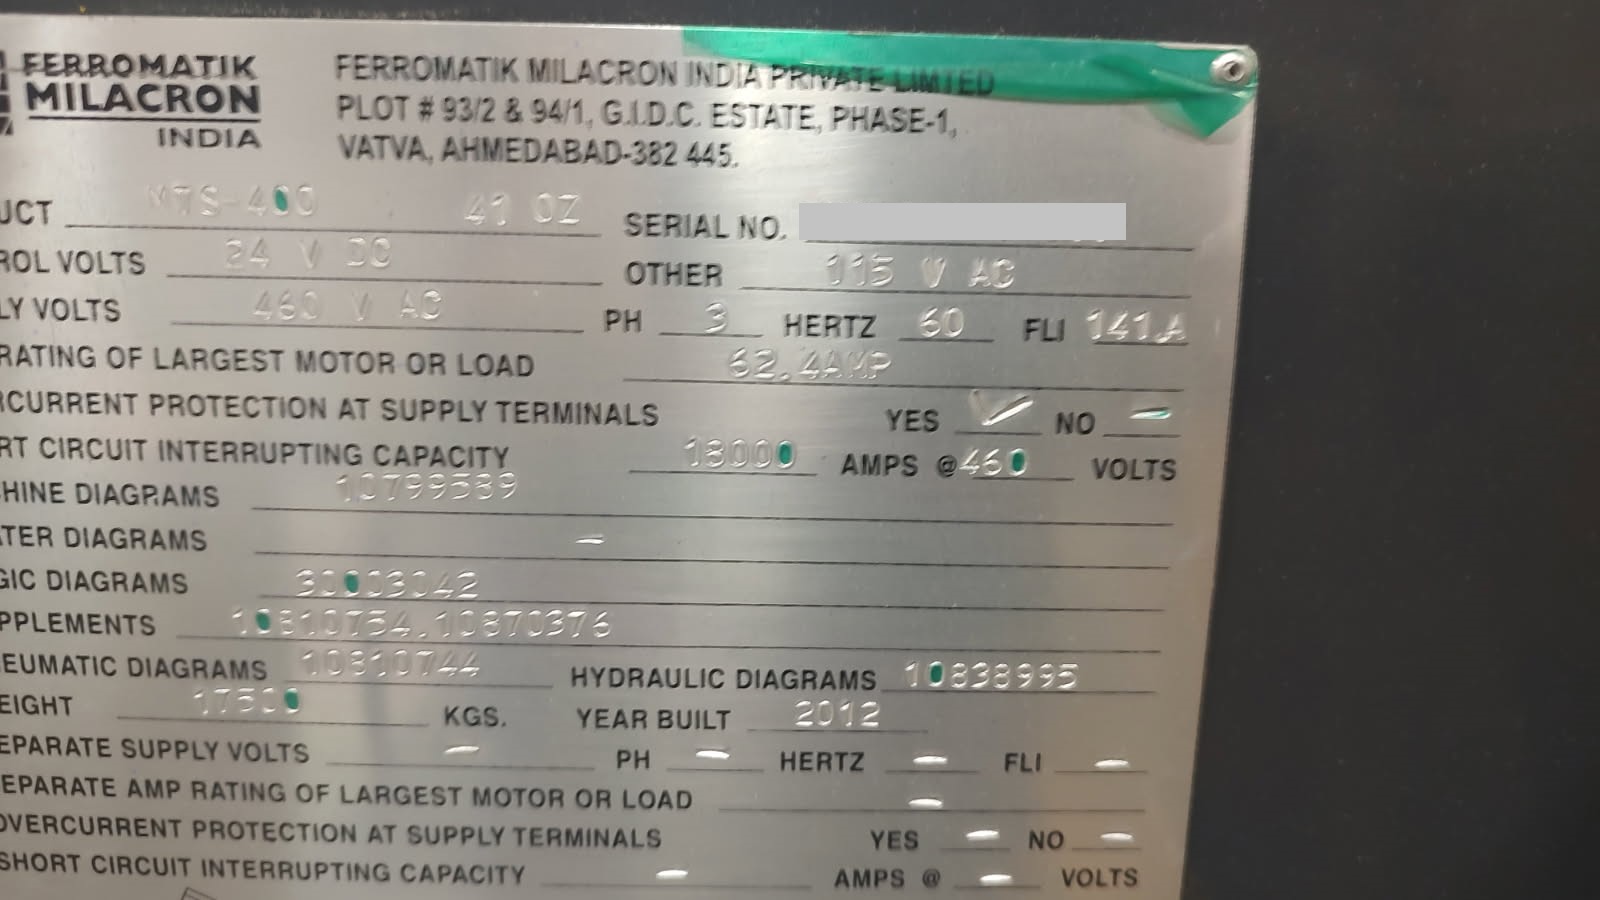 FERROMATIK
MILACRON
INDIA
FERROMATIK MILACRON INDIA PRIVATE LIMITED
PLOT # 93/2 & 94/1, G.I.D.C. ESTATE, PHASE-1,
VATVA, AHMEDABAD-382 445.
UCT MTS-400 41 OZ SERIAL NO.
ROL VOLTS 24 V DC OTHER 115 V AC
LY VOLTS 460 V AC PH 3 HERTZ 60 FLI 141.A
RATING OF LARGEST MOTOR OR LOAD 62.4AMP
RCURRENT PROTECTION AT SUPPLY TERMINALS YES ✓ NO -
RT CIRCUIT INTERRUPTING CAPACITY 18000 AMPS @ 460 VOLTS
HINE DIAGRAMS 10799589
TER DIAGRAMS -
GIC DIAGRAMS 30003042
PPLEMENTS 10810754.10870376
EUMATIC DIAGRAMS 10810744 HYDRAULIC DIAGRAMS 10838995
EIGHT 17500 KGS. YEAR BUILT 2012
EPARATE SUPPLY VOLTS - PH - HERTZ - FLI -
EPARATE AMP RATING OF LARGEST MOTOR OR LOAD -
OVERCURRENT PROTECTION AT SUPPLY TERMINALS YES - NO -
SHORT CIRCUIT INTERRUPTING CAPACITY - AMPS @ - VOLTS